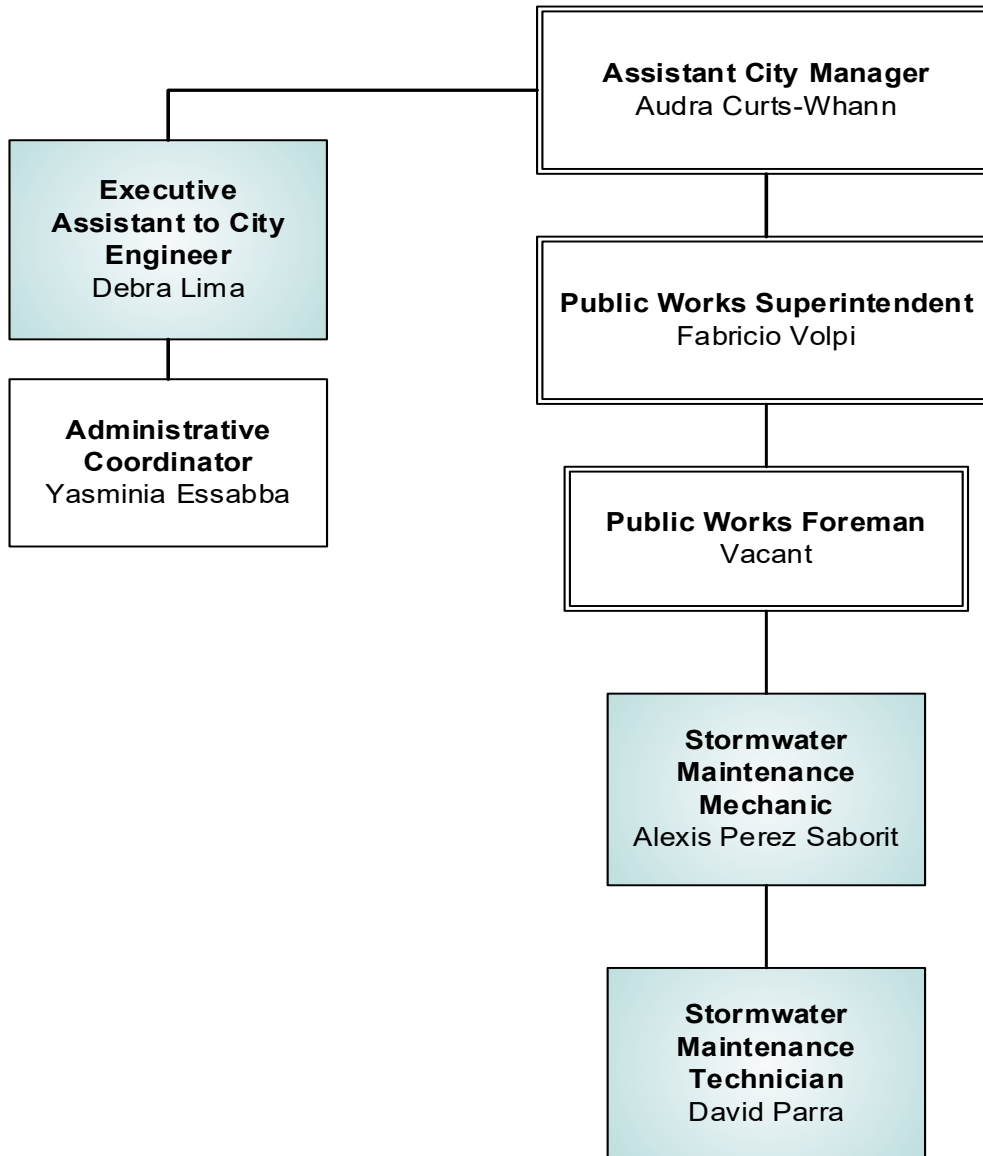 Assistant City Manager
Audra Curts-Whann
Executive
Assistant to City
Engineer
Debra Lima
Public Works Superintendent
Fabricio Volpi
Administrative
Coordinator
Yasminia Essabba
Public Works Foreman
Vacant
Stormwater
Maintenance
Mechanic
Alexis Perez Saborit
Stormwater
Maintenance
Technician
David Parra